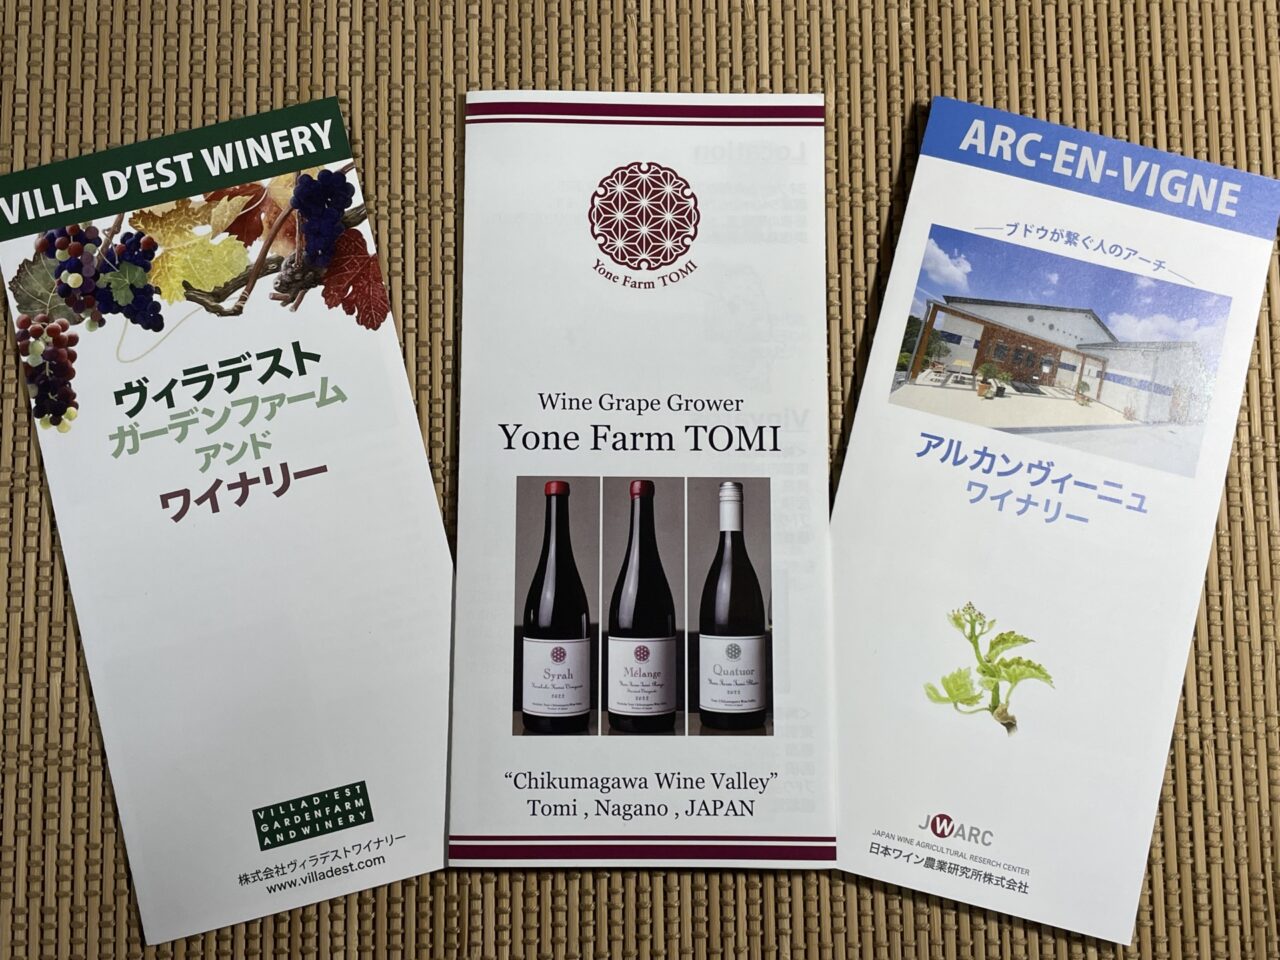 VILLA D'EST WINERY
ヴィラデスト
ガーデンファーム
アンド
ワイナリー
VILLAD'EST
GARDENFARM
ANDWINERY
株式会社ヴィラデストワイナリー
www.villadest.com
Yone Farm TOMI
Wine Grape Grower
Yone Farm TOMI
Syrah
2022
Mélange
2022
Quatuor
2022
“Chikumagawa Wine Valley”
Tomi , Nagano , JAPAN
ARC-EN-VIGNE
ブドウが繋ぐ人のアーチ
アルカンヴィーニュ
ワイナリー
JWARC
JAPAN WINE AGRICULTURAL RESERCH CENTER
日本ワイン農業研究所株式会社